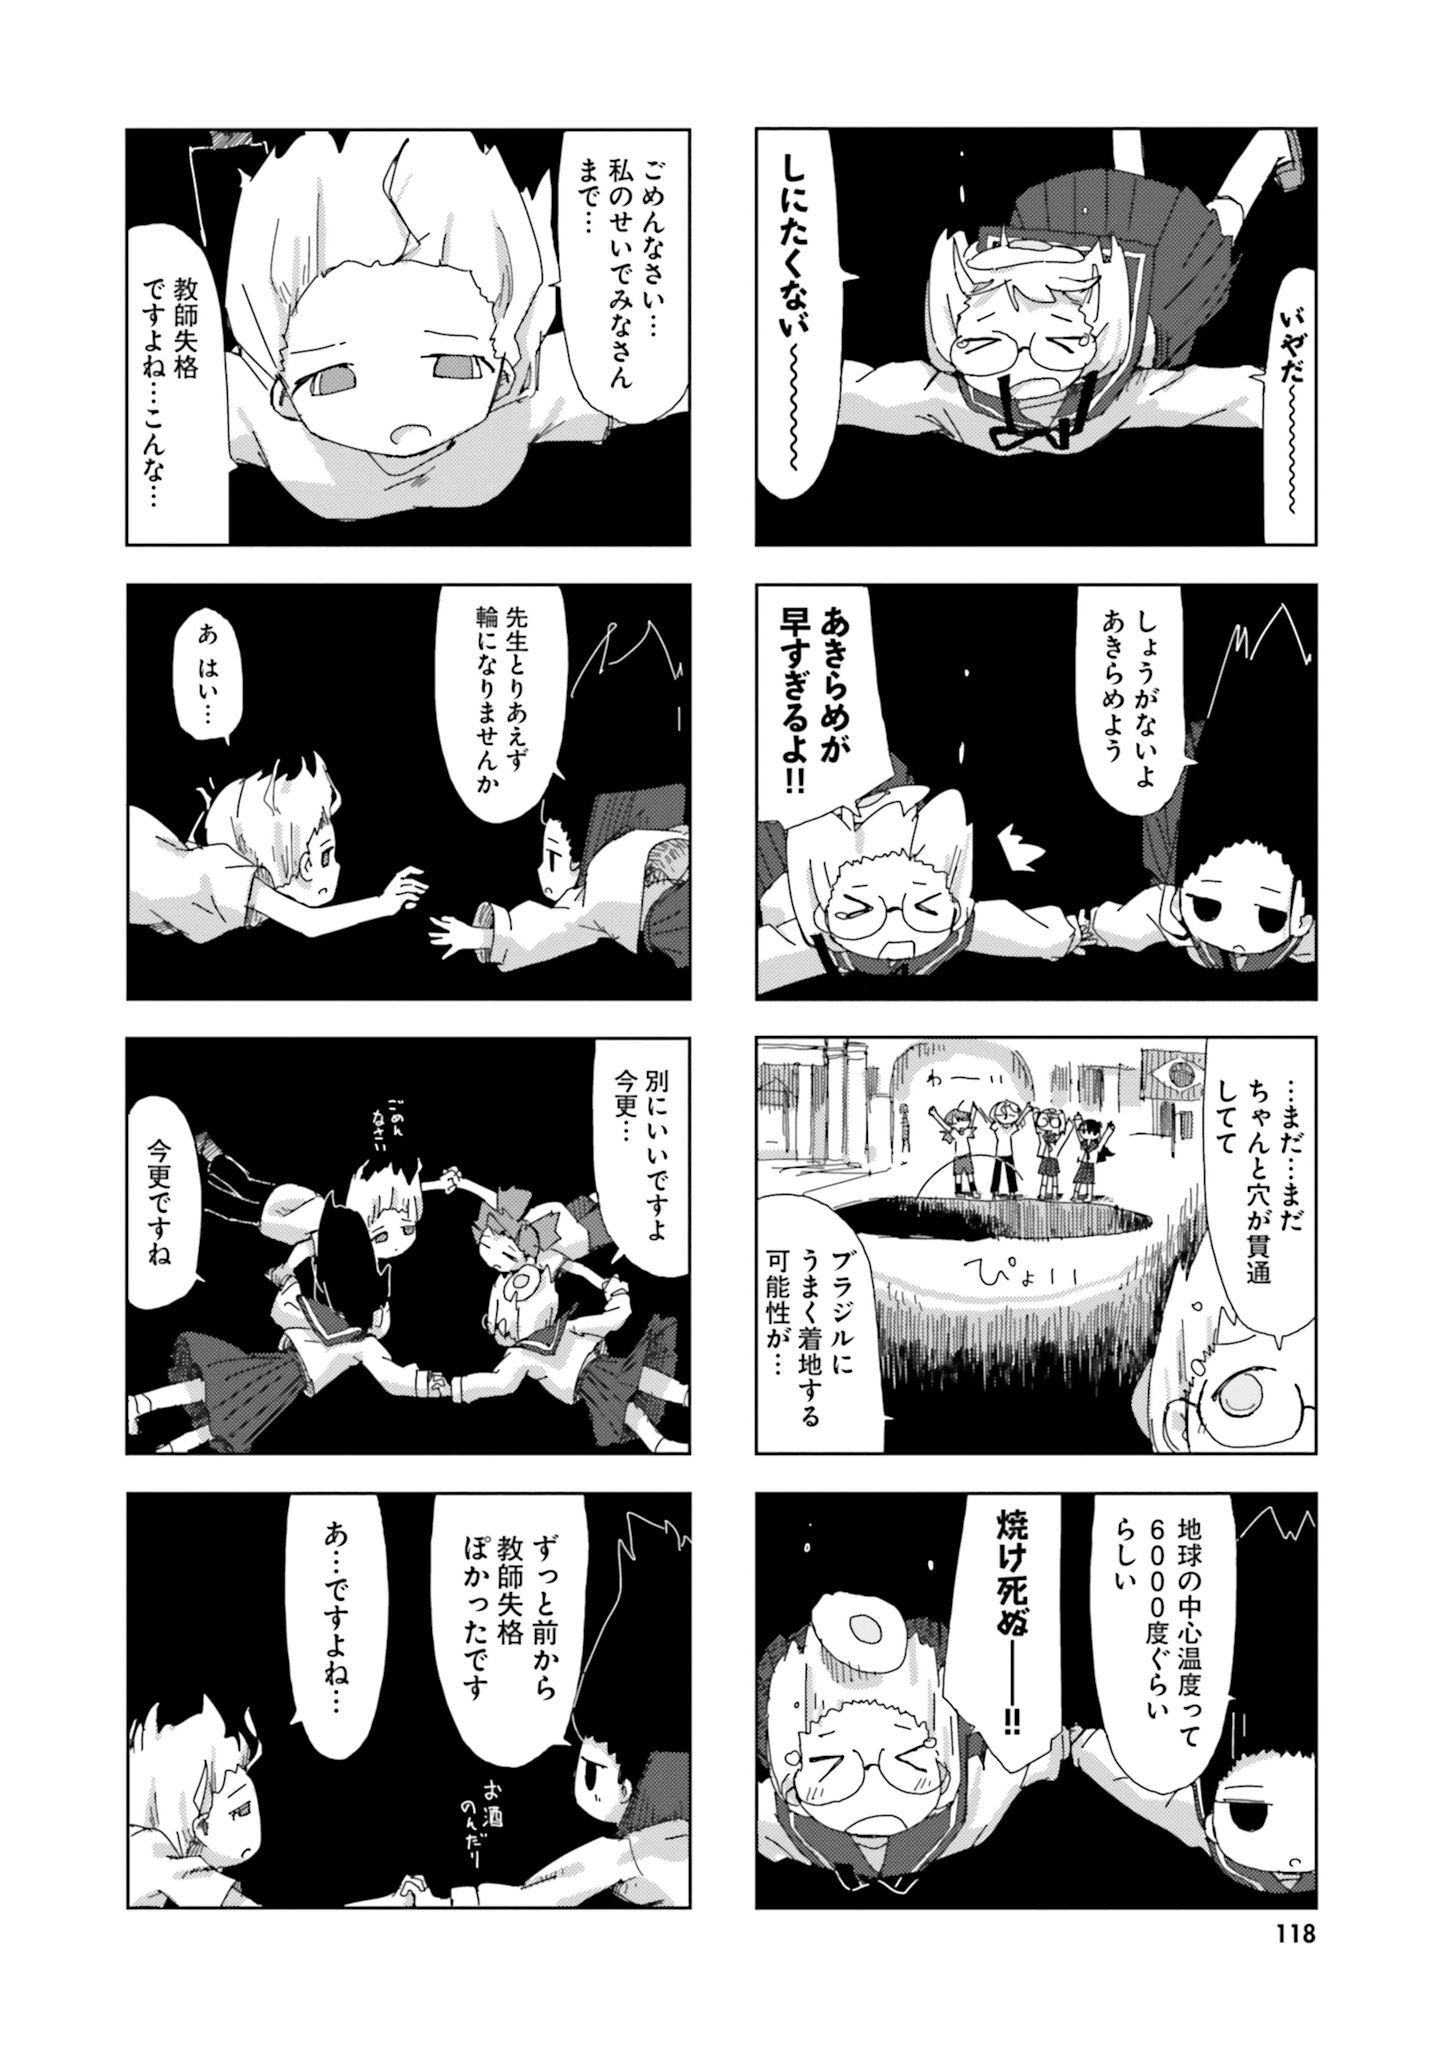 い゙やだ〜〜〜〜〜〜
しにたくない゙〜〜〜〜〜〜
しょうがないよ
あきらめよう
あきらめが
早すぎるよ!!
…まだ…まだ
ちゃんと穴が貫通
してて
わーいぃ
ぴょいぃ
ブラジルに
うまく着地する
可能性が…
地球の中心温度って
6000度ぐらい
らしい
焼け死ぬ――!!
ごめんなさい…
私のせいでみなさん
まで…
教師失格
ですよね…こんな…
先生とりあえず
輪になりませんか
あ はい…
別にいいですよ
今更…
ごめん
なさい
今更ですね
ずっと前から
教師失格
ぽかったです
お酒
のんだり
あ…ですよね…
118